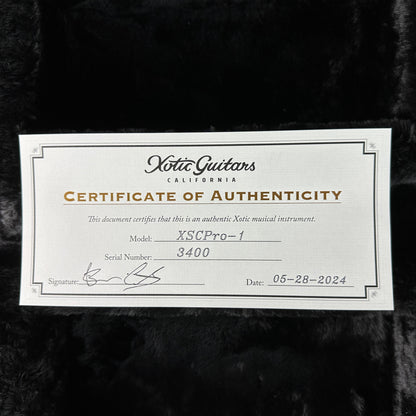 Xotic Guitars
CALIFORNIA
CERTIFICATE OF AUTHENTICITY
This document certifies that this is an authentic Xotic musical instrument.
Model: XSCPro-1
Serial Number: 3400
Signature: Date: 05-28-2024